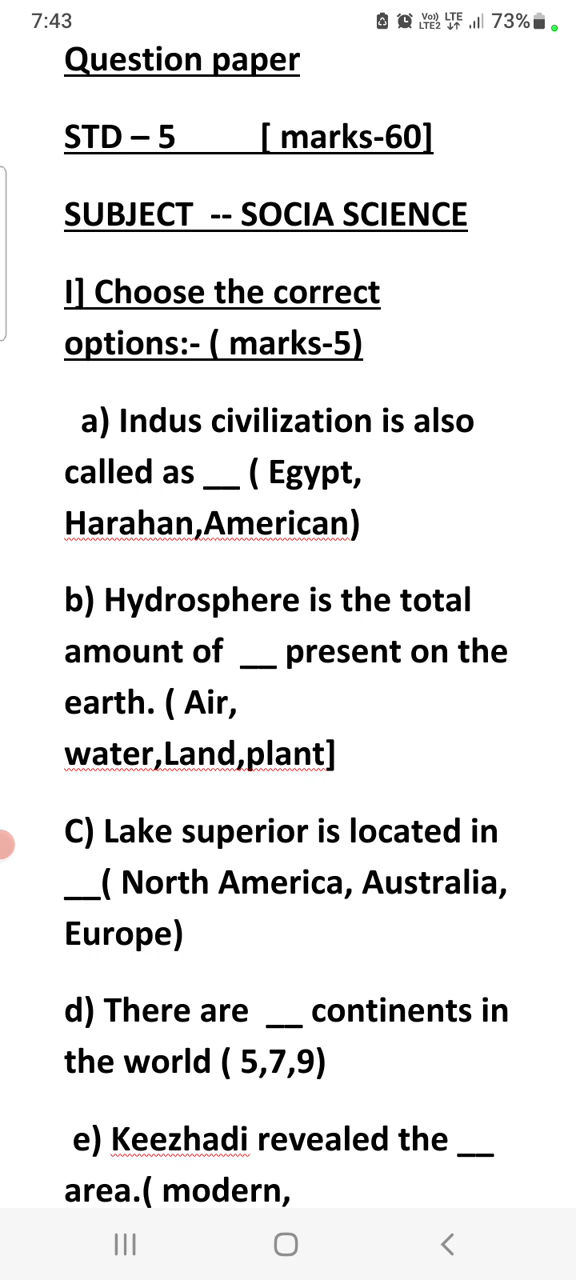 7:43 Vo)) LTE LTE2 73%
Question paper
STD – 5 [ marks-60]
SUBJECT -- SOCIA SCIENCE
I] Choose the correct
options:- ( marks-5)
a) Indus civilization is also
called as __ ( Egypt,
Harahan,American)
b) Hydrosphere is the total
amount of __ present on the
earth. ( Air,
water,Land,plant]
C) Lake superior is located in
__( North America, Australia,
Europe)
d) There are __ continents in
the world ( 5,7,9)
e) Keezhadi revealed the __
area.( modern,